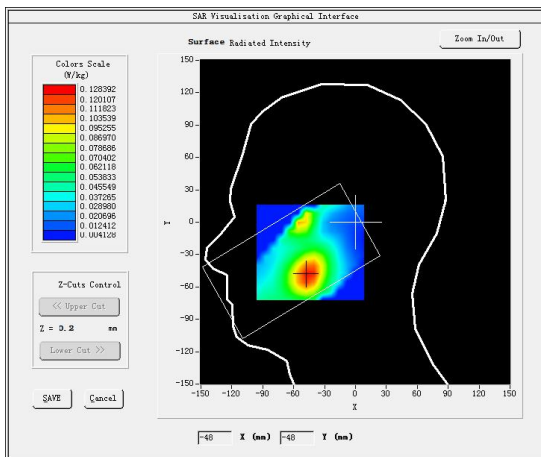 SAR Visualisation Graphical Interface
Surface Radiated Intensity
Zoom In/Out
Colors Scale
(W/kg)
0.128392
0.120107
0.111823
0.103539
0.095255
0.086970
0.078686
0.070402
0.062118
0.053833
0.045549
0.037265
0.028980
0.020696
0.012412
0.004128
Z-Cuts Control
<< Upper Cut
Z = 3.2 mm
Lower Cut >>
SAVE
Cancel
150
120
90
60
30
0
-30
-60
-90
-120
-150
Y
-150 -120 -90 -60 -30 0 30 60 90 120 150
X
-48 X (mm) -48 Y (mm)